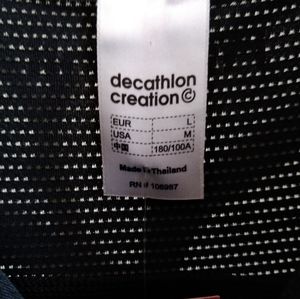 decathlon
creation©
EUR L
USA M
中国 180/100A
Made in Thailand
RN # 106987